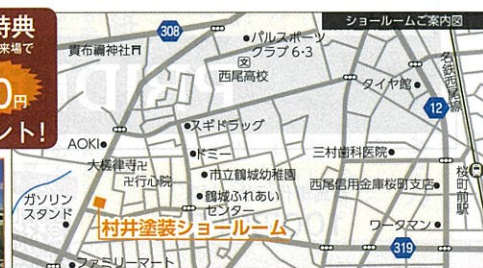 特典
来場で
0円
ント!
ショールームご案内図
308
パルスポーツ
クラブ6・3
貴布禰神社
文
西尾高校
名鉄西尾線
タイヤ館
12
スギドラッグ
AOKI
ドミー
三村歯科医院
大槎律寺
行心院
市立鶴城幼稚園
西尾信用金庫桜町支店
桜町前駅
鶴城ふれあい
センター
ガソリン
スタンド
村井塗装ショールーム
ワークマン
319
ファミリーマート